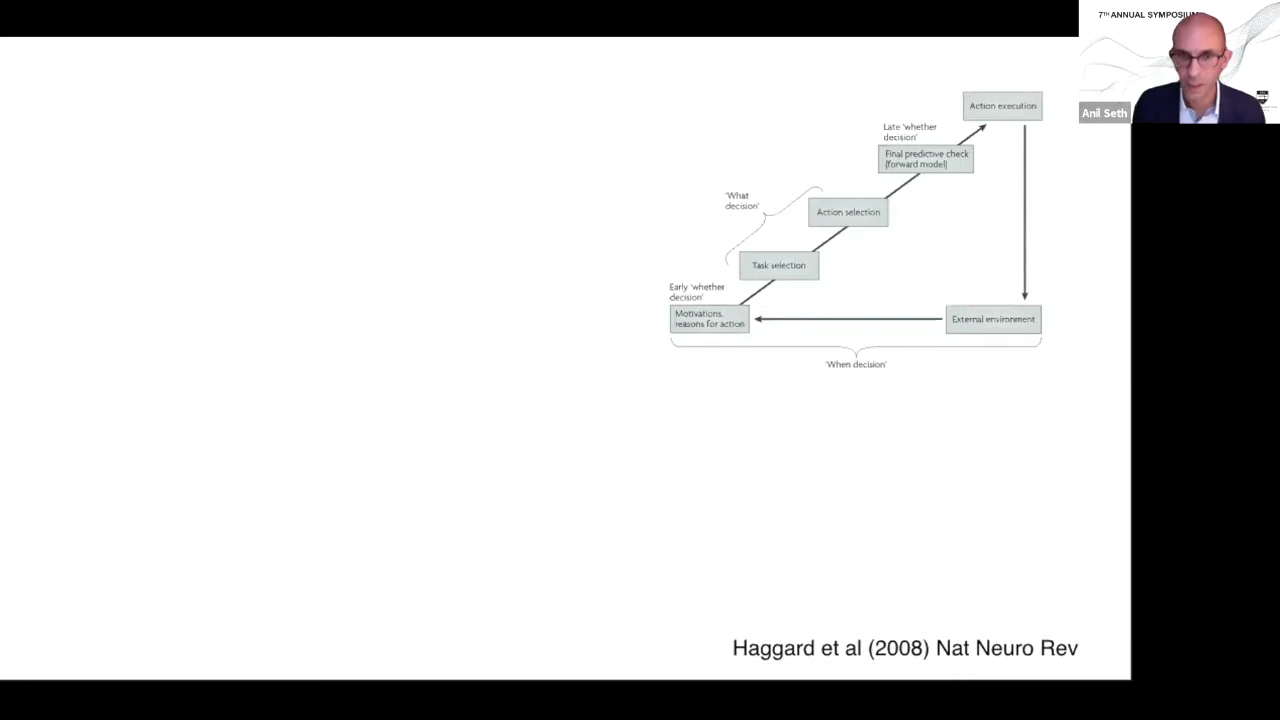 7TH ANNUAL SYMPOSIUM
Anil Seth
Action execution
Late 'whether
decision'
Final predictive check
(forward model)
'What
decision'
Action selection
Task selection
Early 'whether
decision'
Motivations,
reasons for action
External environment
'When decision'
Haggard et al (2008) Nat Neuro Rev